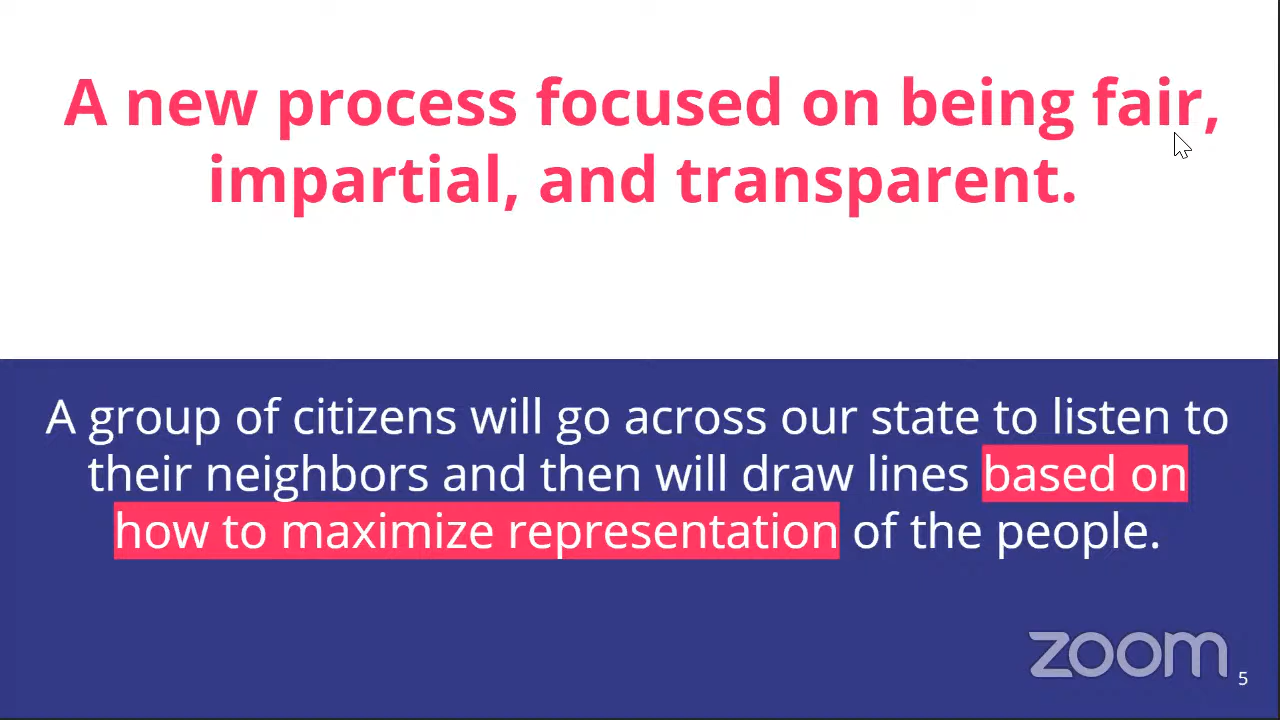 A new process focused on being fair,
impartial, and transparent.
A group of citizens will go across our state to listen to
their neighbors and then will draw lines based on
how to maximize representation of the people.
zoom
5